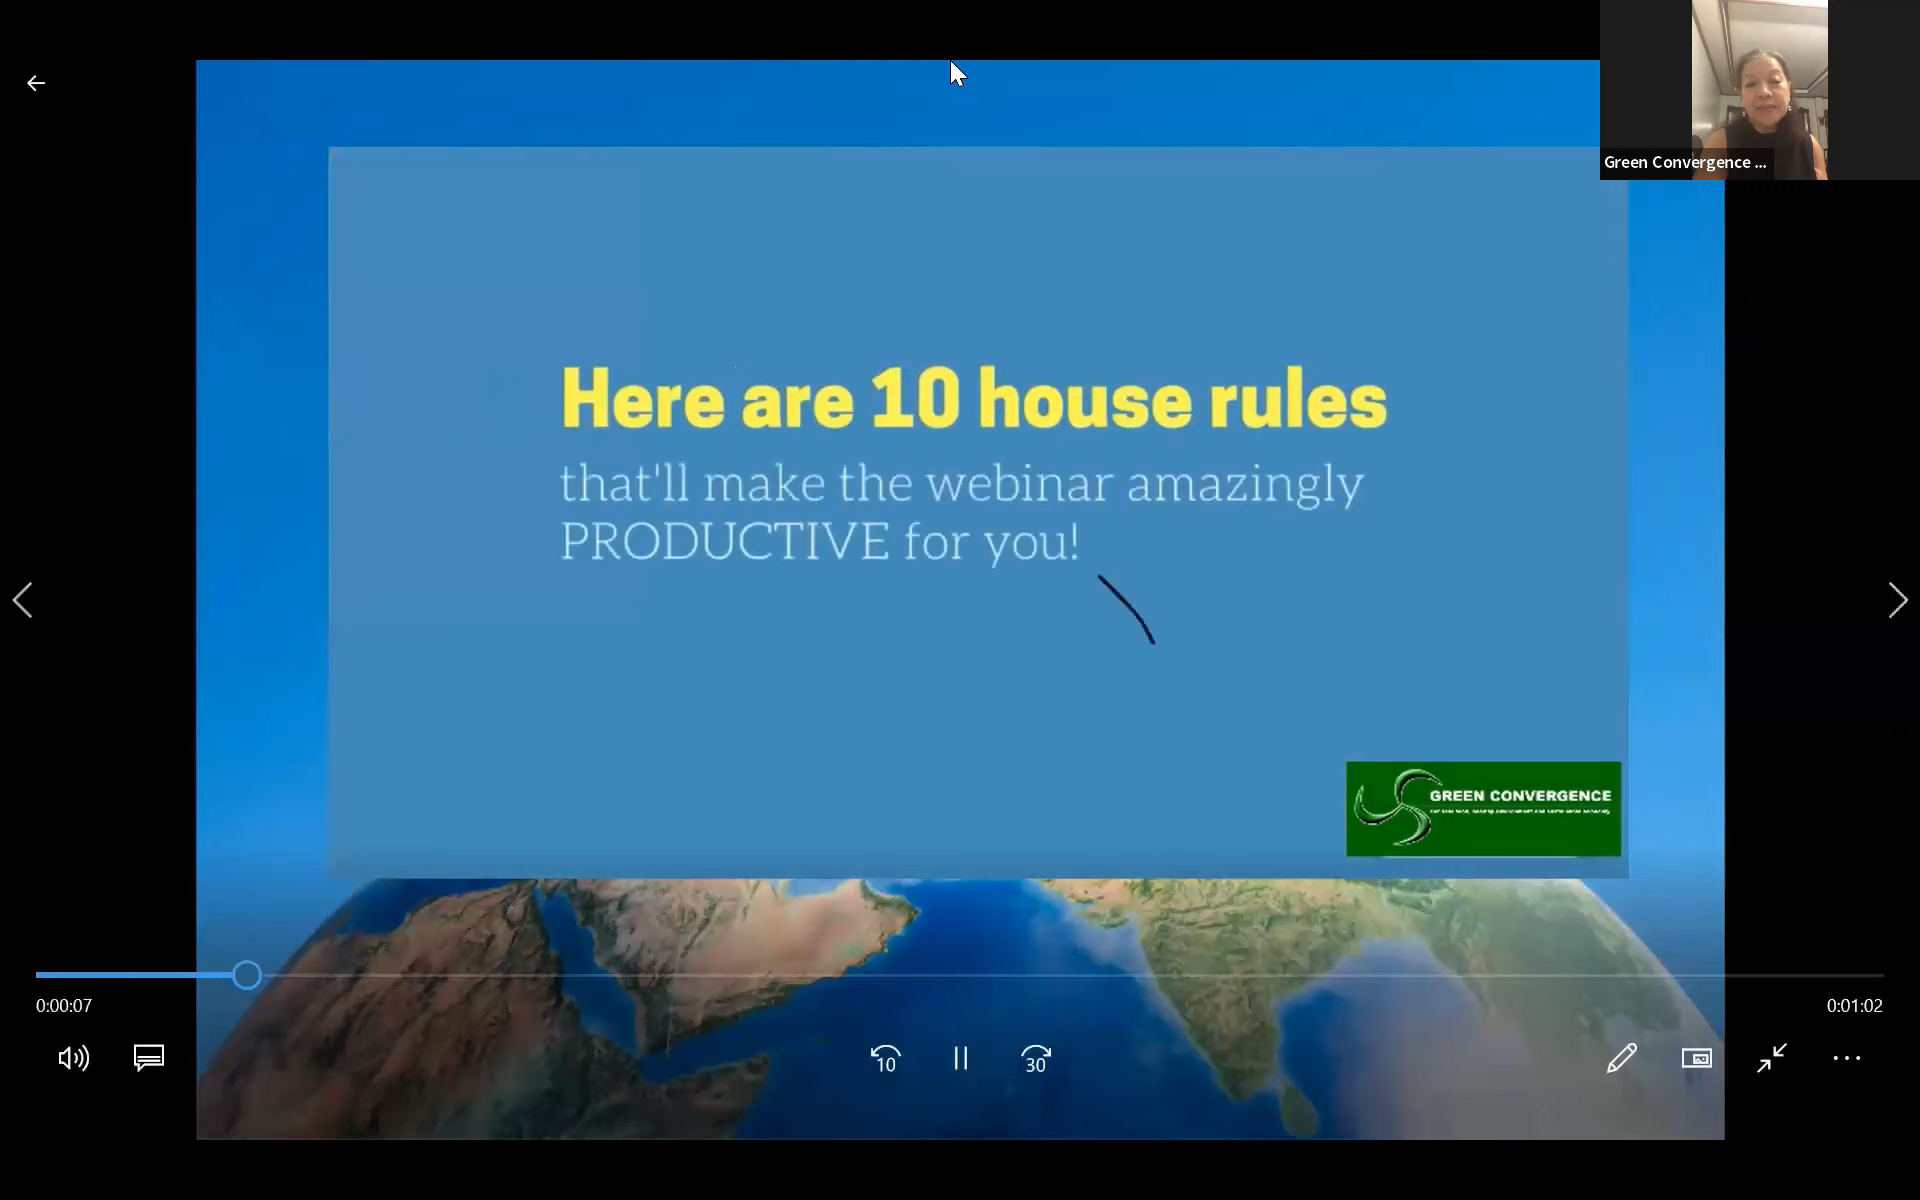 Green Convergence ...
Here are 10 house rules
that'll make the webinar amazingly
PRODUCTIVE for you!
GREEN CONVERGENCE
0:00:07
0:01:02
10
30